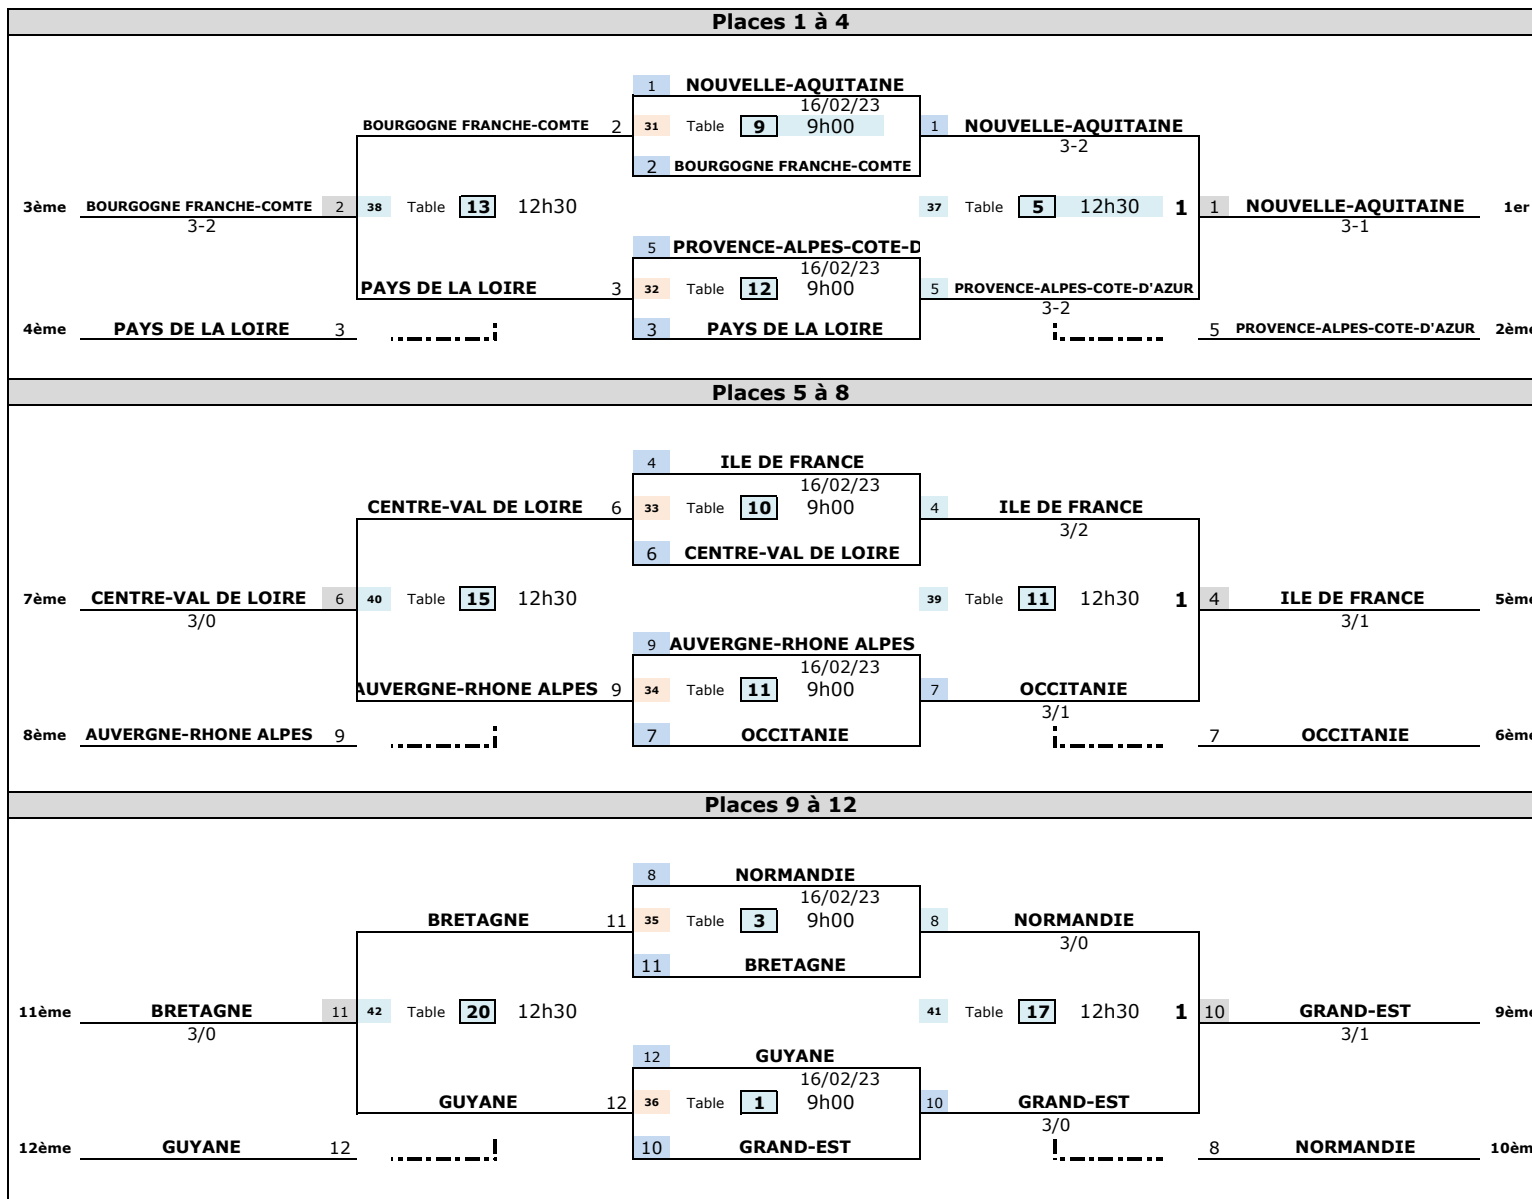 Places 1 à 4
1 NOUVELLE-AQUITAINE
16/02/23
BOURGOGNE FRANCHE-COMTE 2 31 Table 9 9h00 1 NOUVELLE-AQUITAINE
3-2
2 BOURGOGNE FRANCHE-COMTE
3ème BOURGOGNE FRANCHE-COMTE 2 38 Table 13 12h30 37 Table 5 12h30 1 1 NOUVELLE-AQUITAINE 1er
3-2 3-1
5 PROVENCE-ALPES-COTE-D
16/02/23
PAYS DE LA LOIRE 3 32 Table 12 9h00 5 PROVENCE-ALPES-COTE-D'AZUR
3-2
4ème PAYS DE LA LOIRE 3 3 PAYS DE LA LOIRE 5 PROVENCE-ALPES-COTE-D'AZUR 2ème
Places 5 à 8
4 ILE DE FRANCE
16/02/23
CENTRE-VAL DE LOIRE 6 33 Table 10 9h00 4 ILE DE FRANCE
3/2
6 CENTRE-VAL DE LOIRE
7ème CENTRE-VAL DE LOIRE 6 40 Table 15 12h30 39 Table 11 12h30 1 4 ILE DE FRANCE 5ème
3/0 3/1
9 AUVERGNE-RHONE ALPES
16/02/23
AUVERGNE-RHONE ALPES 9 34 Table 11 9h00 7 OCCITANIE
3/1
8ème AUVERGNE-RHONE ALPES 9 7 OCCITANIE 7 OCCITANIE 6ème
Places 9 à 12
8 NORMANDIE
16/02/23
BRETAGNE 11 35 Table 3 9h00 8 NORMANDIE
3/0
11 BRETAGNE
11ème BRETAGNE 11 42 Table 20 12h30 41 Table 17 12h30 1 10 GRAND-EST 9ème
3/0 3/1
12 GUYANE
16/02/23
GUYANE 12 36 Table 1 9h00 10 GRAND-EST
3/0
12ème GUYANE 12 10 GRAND-EST 8 NORMANDIE 10èm